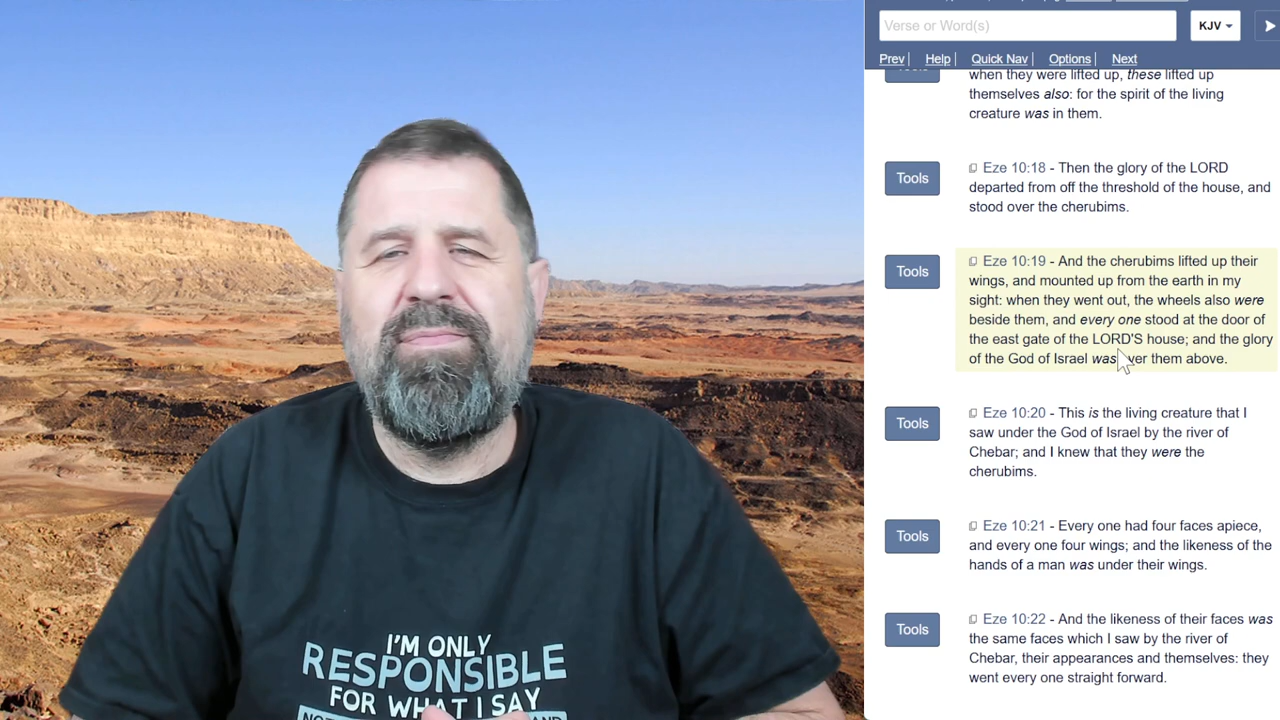 Verse or Word(s)
KJV
Prev
Help
Quick Nav
Options
Next
Tools
when they were lifted up, these lifted up
themselves also: for the spirit of the living
creature was in them.
Tools
Eze 10:18 - Then the glory of the LORD
departed from off the threshold of the house, and
stood over the cherubims.
Tools
Eze 10:19 - And the cherubims lifted up their
wings, and mounted up from the earth in my
sight: when they went out, the wheels also were
beside them, and every one stood at the door of
the east gate of the LORD'S house; and the glory
of the God of Israel was over them above.
Tools
Eze 10:20 - This is the living creature that I
saw under the God of Israel by the river of
Chebar; and I knew that they were the
cherubims.
Tools
Eze 10:21 - Every one had four faces apiece,
and every one four wings; and the likeness of the
hands of a man was under their wings.
Tools
Eze 10:22 - And the likeness of their faces was
the same faces which I saw by the river of
Chebar, their appearances and themselves: they
went every one straight forward.
I'M ONLY
RESPONSIBLE
FOR WHAT I SAY